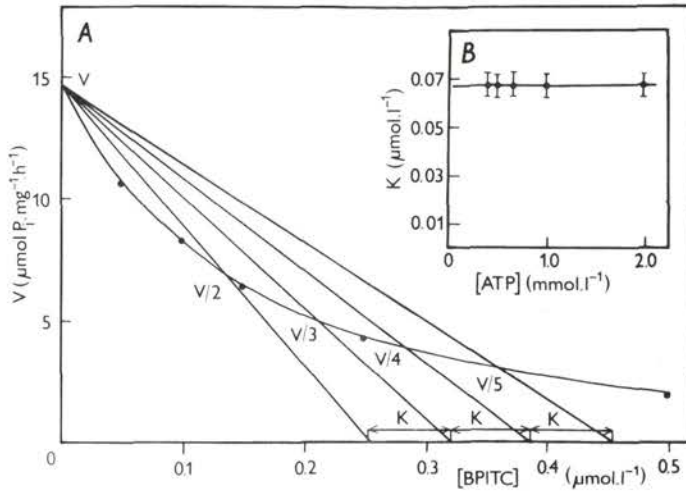 A
B
V
15
10
5
0
V (μmol Pᵢ.mg⁻¹.h⁻¹)
V/2
V/3
V/4
V/5
K K K
0.1 0.2 0.3 0.4 0.5
[BPITC] (μmol.l⁻¹)
0.07
0.05
0.03
0.01
K (μmol.l⁻¹)
0 1.0 2.0
[ATP] (mmol.l⁻¹)